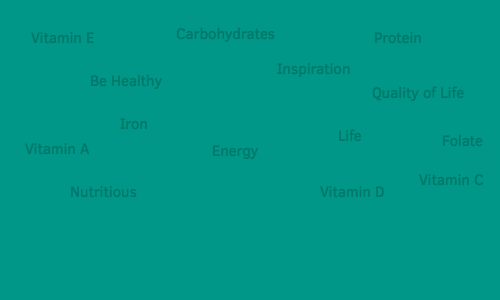 Vitamin E
Carbohydrates
Protein
Be Healthy
Inspiration
Quality of Life
Iron
Life
Vitamin A
Energy
Folate
Nutritious
Vitamin D
Vitamin C